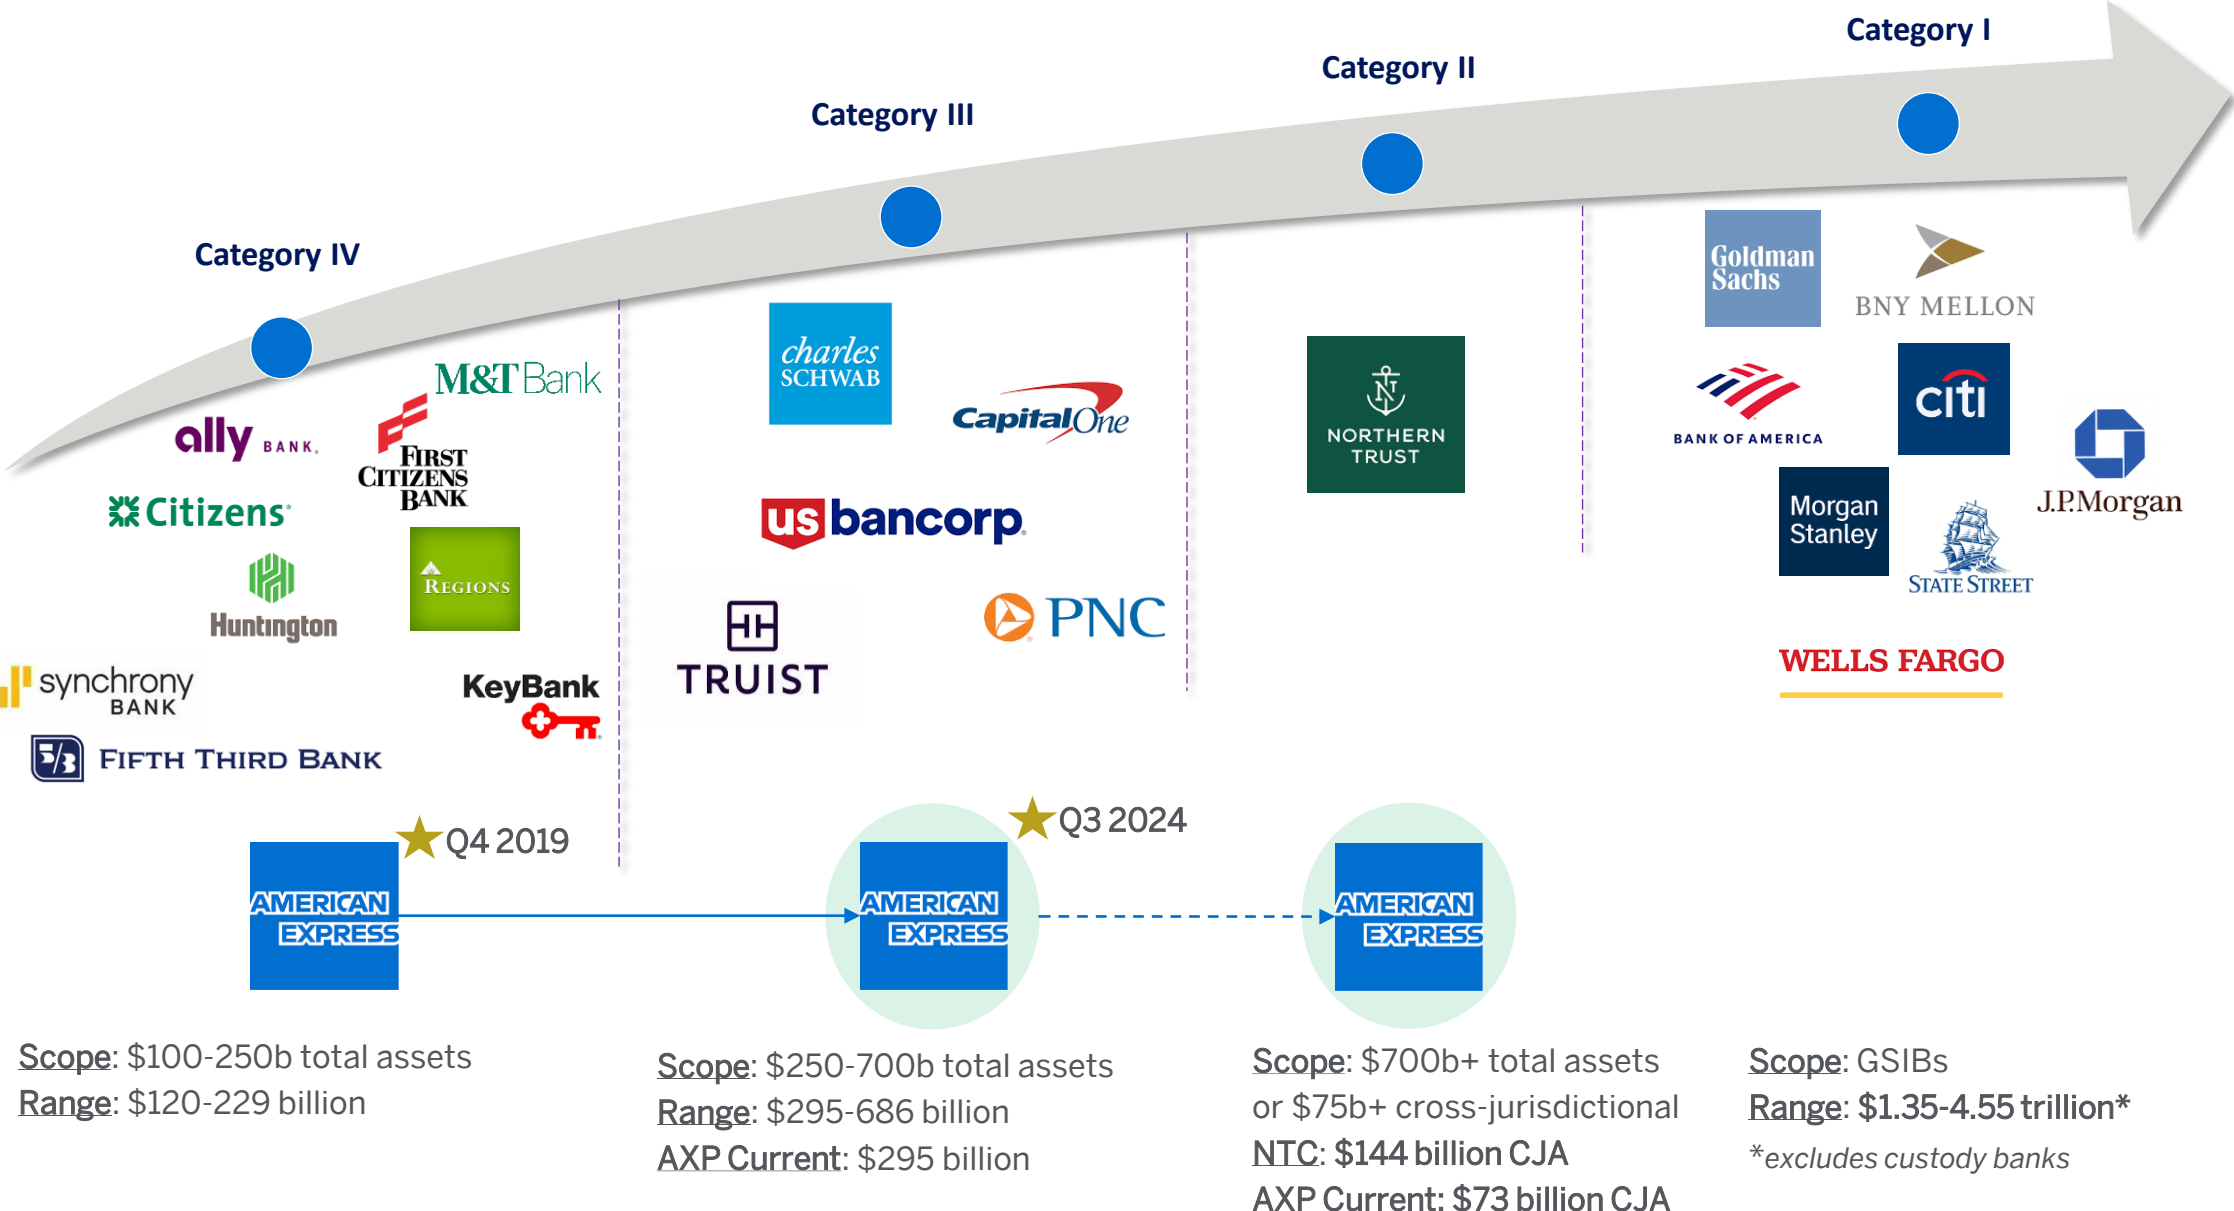 Category I
Category II
Category III
Category IV
M&T Bank
ally BANK
FIRST
CITIZENS
BANK
Citizens
REGIONS
Huntington
synchrony
BANK
KeyBank
5/3 FIFTH THIRD BANK
charles
SCHWAB
CapitalOne
us bancorp
TRUIST
PNC
N T
NORTHERN
TRUST
Goldman
Sachs
BNY MELLON
BANK OF AMERICA
citi
J.P.Morgan
Morgan
Stanley
STATE STREET
WELLS FARGO
Q4 2019
AMERICAN
EXPRESS
Q3 2024
AMERICAN
EXPRESS
AMERICAN
EXPRESS
Scope: $100-250b total assets
Range: $120-229 billion
Scope: $250-700b total assets
Range: $295-686 billion
AXP Current: $295 billion
Scope: $700b+ total assets
or $75b+ cross-jurisdictional
NTC: $144 billion CJA
AXP Current: $73 billion CJA
Scope: GSIBs
Range: $1.35-4.55 trillion*
*excludes custody banks